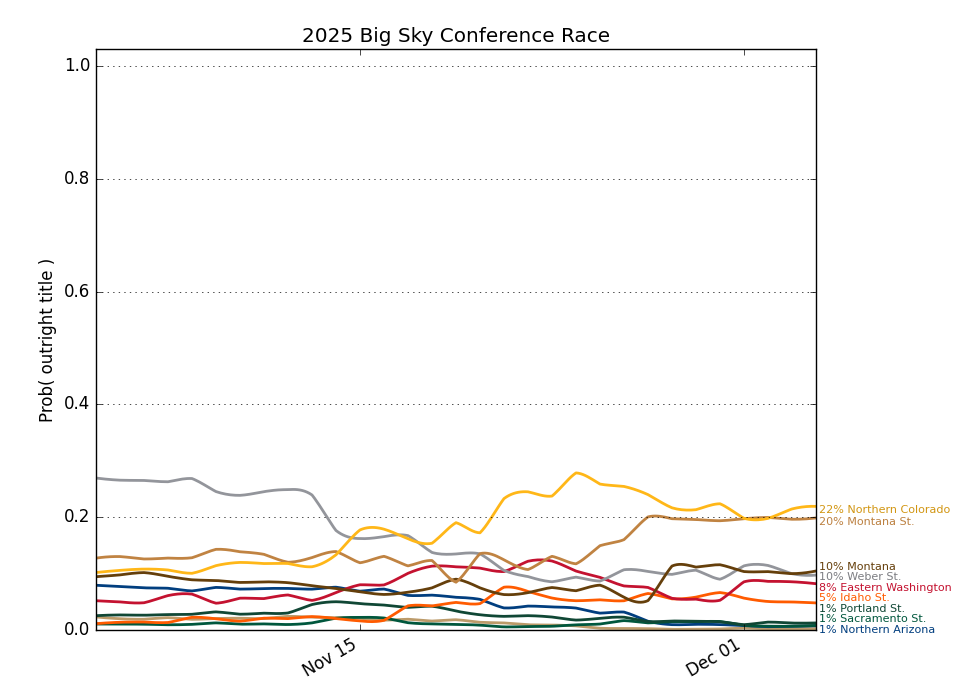 2025 Big Sky Conference Race
Prob( outright title )
1.0
0.8
0.6
0.4
0.2
0.0
Nov 15
Dec 01
22% Northern Colorado
20% Montana St.
10% Montana
10% Weber St.
8% Eastern Washington
5% Idaho St.
1% Portland St.
1% Sacramento St.
1% Northern Arizona